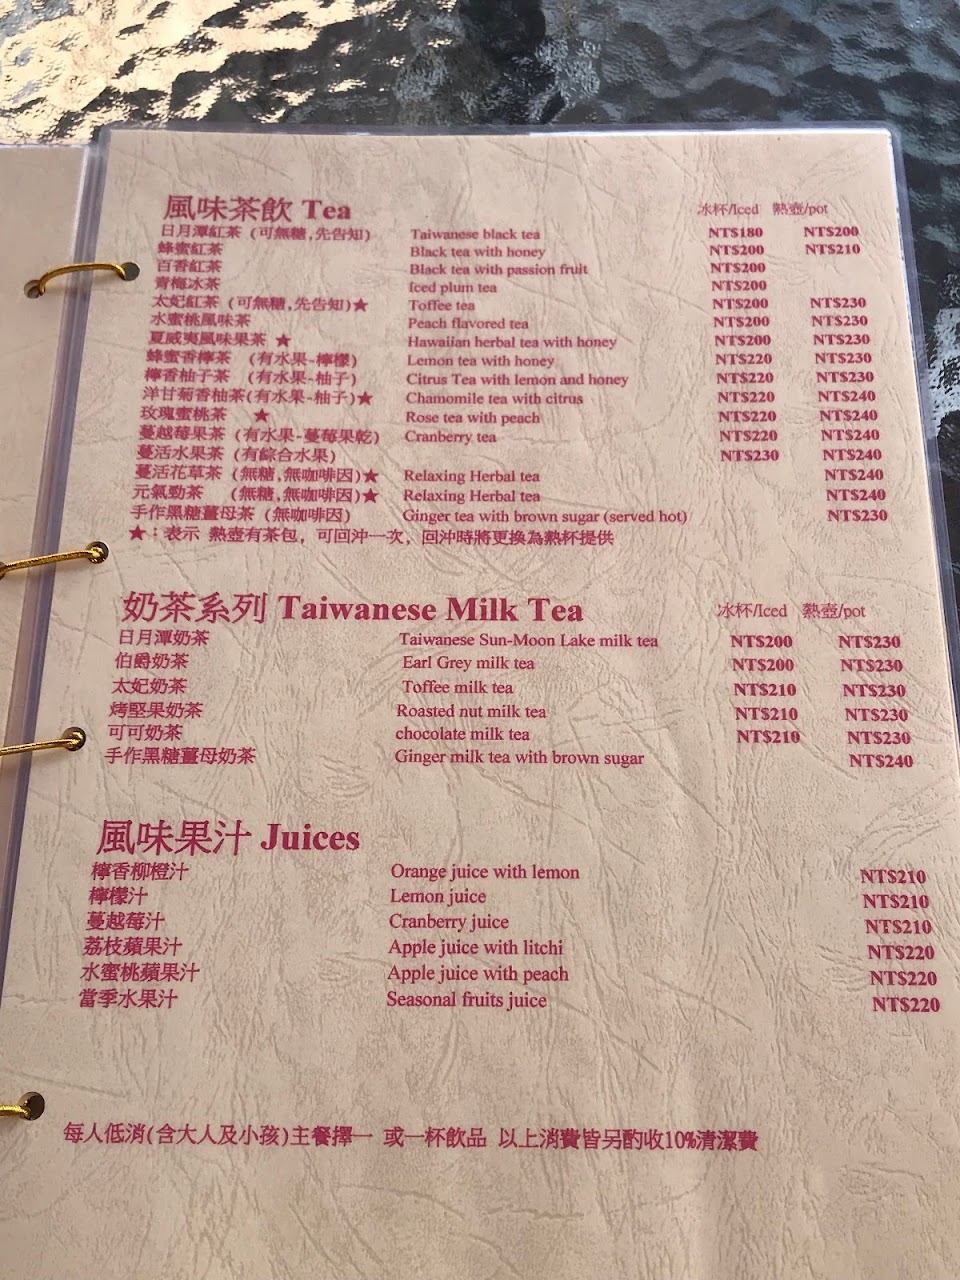 風味茶飲 Tea 冰杯/Iced 熱壺/pot
日月潭紅茶 (可無糖,先告知) Taiwanese black tea NT$180 NT$200
蜂蜜紅茶 Black tea with honey NT$200 NT$210
百香紅茶 Black tea with passion fruit NT$200
青梅冰茶 Iced plum tea NT$200
太妃紅茶 (可無糖,先告知)★ Toffee tea NT$200 NT$230
水蜜桃風味茶 Peach flavored tea NT$200 NT$230
夏威夷風味果茶 ★ Hawaiian herbal tea with honey NT$200 NT$230
蜂蜜香檸茶 (有水果-檸檬) Lemon tea with honey NT$220 NT$230
檸香柚子茶 (有水果-柚子) Citrus Tea with lemon and honey NT$220 NT$230
洋甘菊香柚茶(有水果-柚子)★ Chamomile tea with citrus NT$220 NT$240
玫瑰蜜桃茶 ★ Rose tea with peach NT$220 NT$240
蔓越莓果茶 (有水果-蔓莓果乾) Cranberry tea NT$220 NT$240
蔓活水果茶 (有綜合水果) NT$230 NT$240
蔓活花草茶 (無糖,無咖啡因)★ Relaxing Herbal tea NT$240
元氣勁茶 (無糖,無咖啡因)★ Relaxing Herbal tea NT$240
手作黑糖薑母茶 (無咖啡因) Ginger tea with brown sugar (served hot) NT$230
★：表示 熱壺有茶包, 可回沖一次, 回沖時將更換為熱杯提供
奶茶系列 Taiwanese Milk Tea 冰杯/Iced 熱壺/pot
日月潭奶茶 Taiwanese Sun-Moon Lake milk tea NT$200 NT$230
伯爵奶茶 Earl Grey milk tea NT$200 NT$230
太妃奶茶 Toffee milk tea NT$210 NT$230
烤堅果奶茶 Roasted nut milk tea NT$210 NT$230
可可奶茶 chocolate milk tea NT$210 NT$230
手作黑糖薑母奶茶 Ginger milk tea with brown sugar NT$240
風味果汁 Juices
檸香柳橙汁 Orange juice with lemon NT$210
檸檬汁 Lemon juice NT$210
蔓越莓汁 Cranberry juice NT$210
荔枝蘋果汁 Apple juice with litchi NT$220
水蜜桃蘋果汁 Apple juice with peach NT$220
當季水果汁 Seasonal fruits juice NT$220
每人低消(含大人及小孩)主餐擇一 或一杯飲品 以上消費皆另酌收10%清潔費